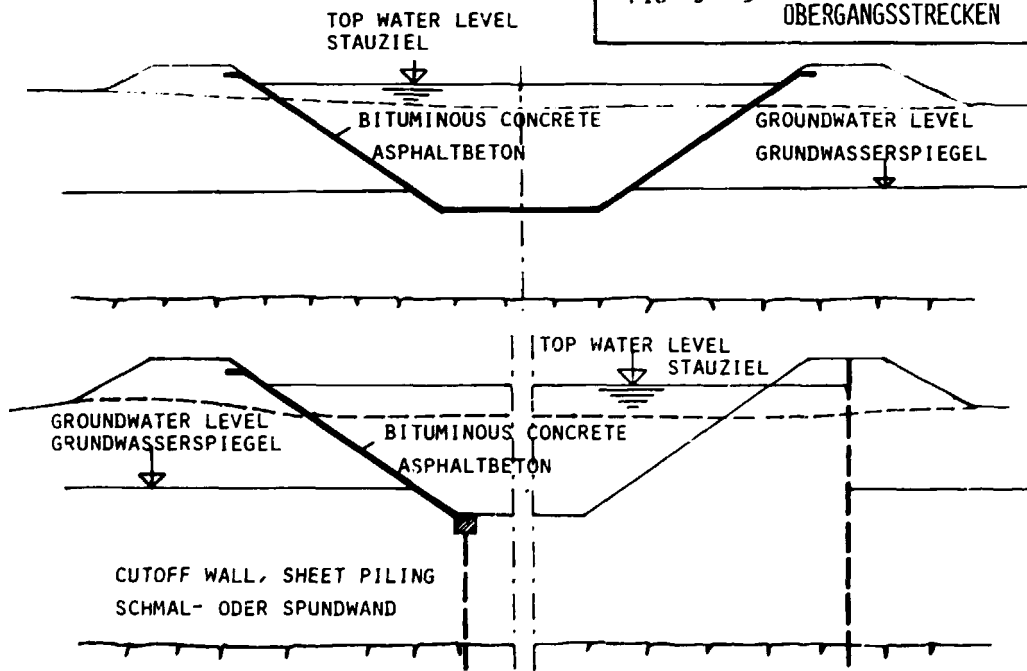 OBERGANGSSTRECKEN
TOP WATER LEVEL
STAUZIEL
BITUMINOUS CONCRETE
ASPHALTBETON
GROUNDWATER LEVEL
GRUNDWASSERSPIEGEL
TOP WATER LEVEL
STAUZIEL
GROUNDWATER LEVEL
GRUNDWASSERSPIEGEL
BITUMINOUS CONCRETE
ASPHALTBETON
CUTOFF WALL, SHEET PILING
SCHMAL- ODER SPUNDWAND